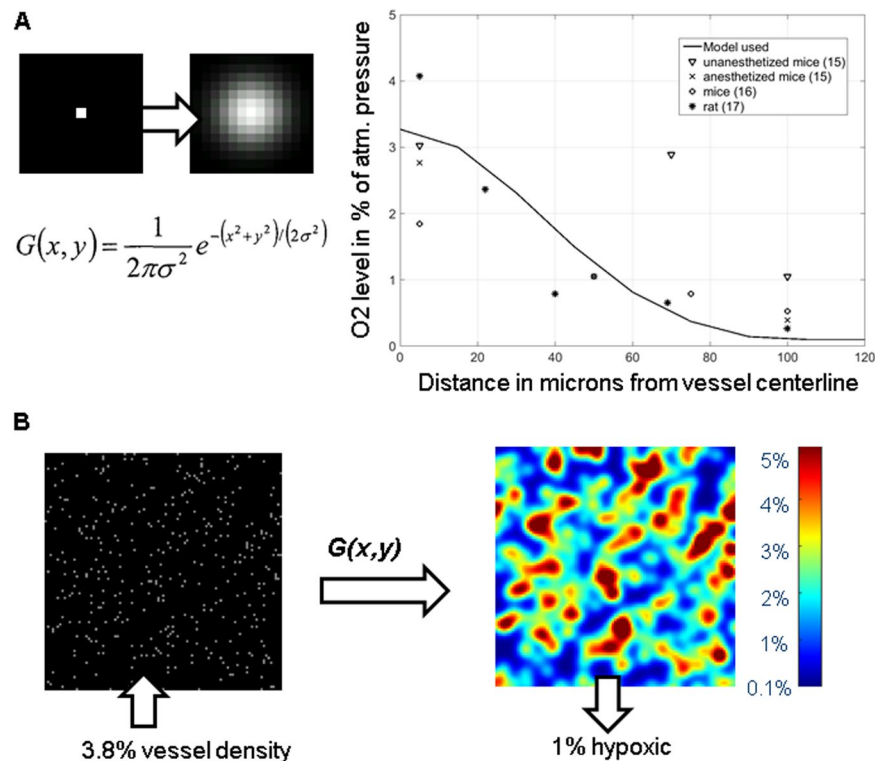 A
G(x, y) = 1/(2πσ²) e^-(x²+y²)/(2σ²)
O2 level in % of atm. pressure
5
4
3
2
1
0
0 20 40 60 80 100 120
Distance in microns from vessel centerline
Model used
unanesthetized mice (15)
anesthetized mice (15)
mice (16)
rat (17)
B
G(x,y)
5%
4%
3%
2%
1%
0.1%
3.8% vessel density
1% hypoxic